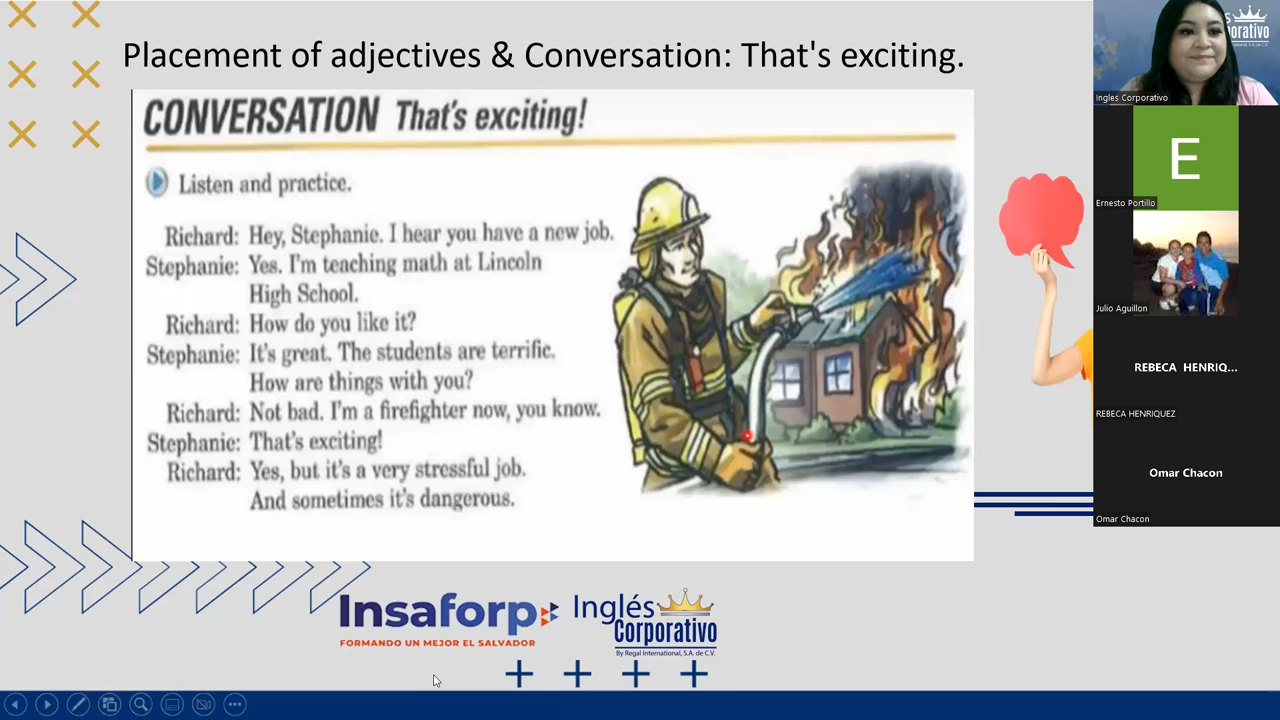 Placement of adjectives & Conversation: That's exciting.
CONVERSATION That's exciting!
Listen and practice.
Richard: Hey, Stephanie. I hear you have a new job.
Stephanie: Yes. I'm teaching math at Lincoln
High School.
Richard: How do you like it?
Stephanie: It's great. The students are terrific.
How are things with you?
Richard: Not bad. I'm a firefighter now, you know.
Stephanie: That's exciting!
Richard: Yes, but it's a very stressful job.
And sometimes it's dangerous.
Insaforp
FORMANDO UN MEJOR EL SALVADOR
Inglés
Corporativo
By Regal International, S.A. de C.V.
Ingles Corporativo
E
Ernesto Portillo
Julio Aguillon
REBECA HENRIQ...
REBECA HENRIQUEZ
Omar Chacon
Omar Chacon